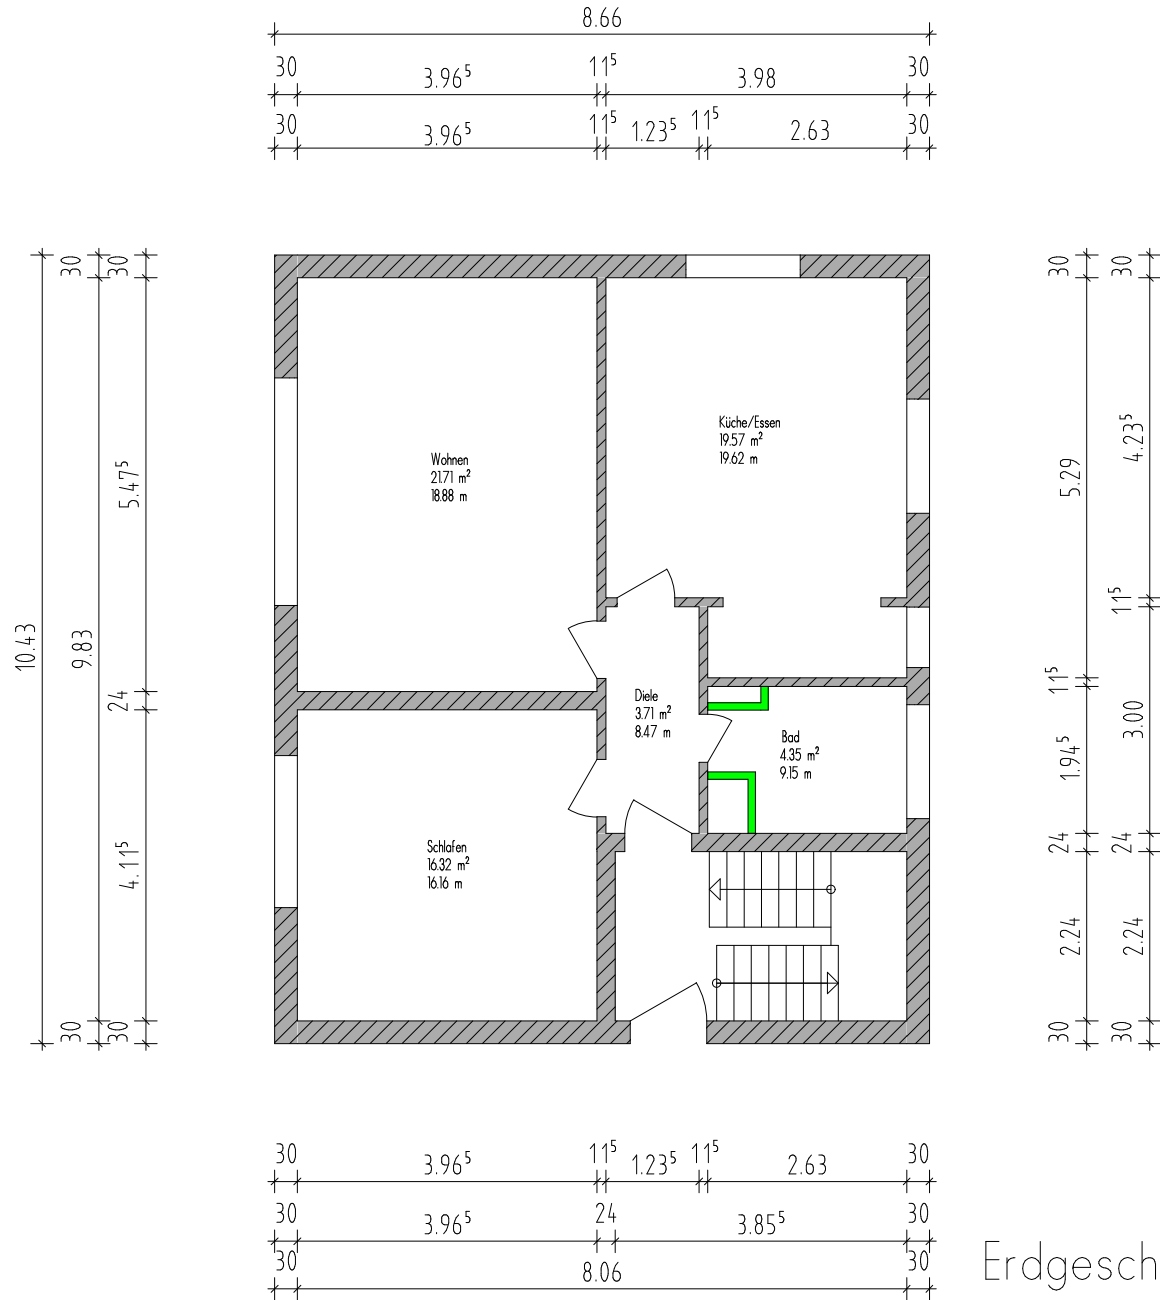 8.66
30 3.96⁵ 11⁵ 3.98 30
30 3.96⁵ 11⁵ 1.23⁵ 11⁵ 2.63 30
10.43
30 9.83 30
30 5.47⁵ 24 4.11⁵ 30
Wohnen
21.71 m²
18.88 m
Küche/Essen
19.57 m²
19.62 m
Diele
3.71 m²
8.47 m
Bad
4.35 m²
9.15 m
Schlafen
16.32 m²
16.16 m
30 5.29 11⁵ 1.94⁵ 24 2.24 30
30 4.23⁵ 11⁵ 3.00 24 2.24 30
30 3.96⁵ 11⁵ 1.23⁵ 11⁵ 2.63 30
30 3.96⁵ 24 3.85⁵ 30
30 8.06 30
Erdgesch